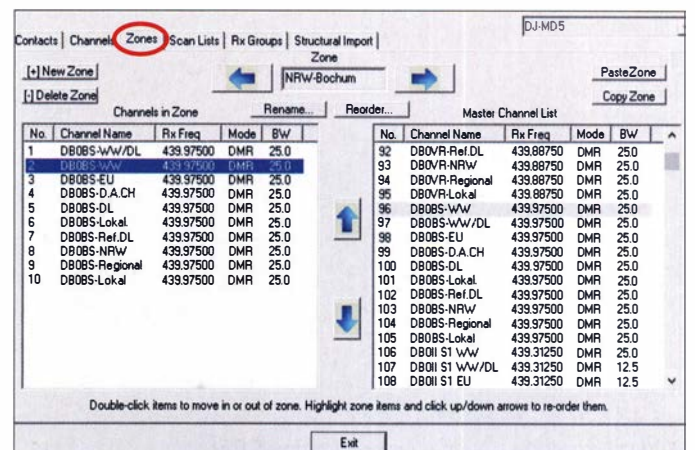 DJ-MD5
Contacts Channels Zones Scan Lists Rx Groups Structural Import
Zone
[+] New Zone NRW-Bochum PasteZone
[-] Delete Zone Copy Zone
Channels in Zone Rename... Reorder... Master Channel List
No. Channel Name Rx Freq Mode BW
1 DB0BS-WW/DL 439.97500 DMR 25.0
2 DB0BS-WW 439.97500 DMR 25.0
3 DB0BS-EU 439.97500 DMR 25.0
4 DB0BS-D.A.CH 439.97500 DMR 25.0
5 DB0BS-DL 439.97500 DMR 25.0
6 DB0BS-Lokal. 439.97500 DMR 25.0
7 DB0BS-Ref.DL 439.97500 DMR 25.0
8 DB0BS-NRW 439.97500 DMR 25.0
9 DB0BS-Regional 439.97500 DMR 25.0
10 DB0BS-Lokal 439.97500 DMR 25.0
No. Channel Name Rx Freq Mode BW
92 DB0VR-Ref.DL 439.88750 DMR 25.0
93 DB0VR-NRW 439.88750 DMR 25.0
94 DB0VR-Regional 439.88750 DMR 25.0
95 DB0VR-Lokal 439.88750 DMR 25.0
96 DB0BS-WW 439.97500 DMR 25.0
97 DB0BS-WW/DL 439.97500 DMR 25.0
98 DB0BS-EU 439.97500 DMR 25.0
99 DB0BS-D.A.CH 439.97500 DMR 25.0
100 DB0BS-DL 439.97500 DMR 25.0
101 DB0BS-Lokal. 439.97500 DMR 25.0
102 DB0BS-Ref.DL 439.97500 DMR 25.0
103 DB0BS-NRW 439.97500 DMR 25.0
104 DB0BS-Regional 439.97500 DMR 25.0
105 DB0BS-Lokal 439.97500 DMR 25.0
106 DB0II S1 WW 439.31250 DMR 25.0
107 DB0II S1 WW/DL 439.31250 DMR 12.5
108 DB0II S1 EU 439.31250 DMR 12.5
Double-click items to move in or out of zone. Highlight zone items and click up/down arrows to re-order them.
Exit